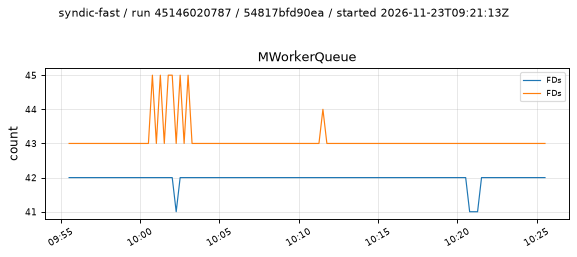 syndic-fast / run 45146020787 / 54817bfd90ea / started 2026-11-23T09:21:13Z
MWorkerQueue
count
45
44
43
42
41
FDs
FDs
09:55
10:00
10:05
10:10
10:15
10:20
10:25